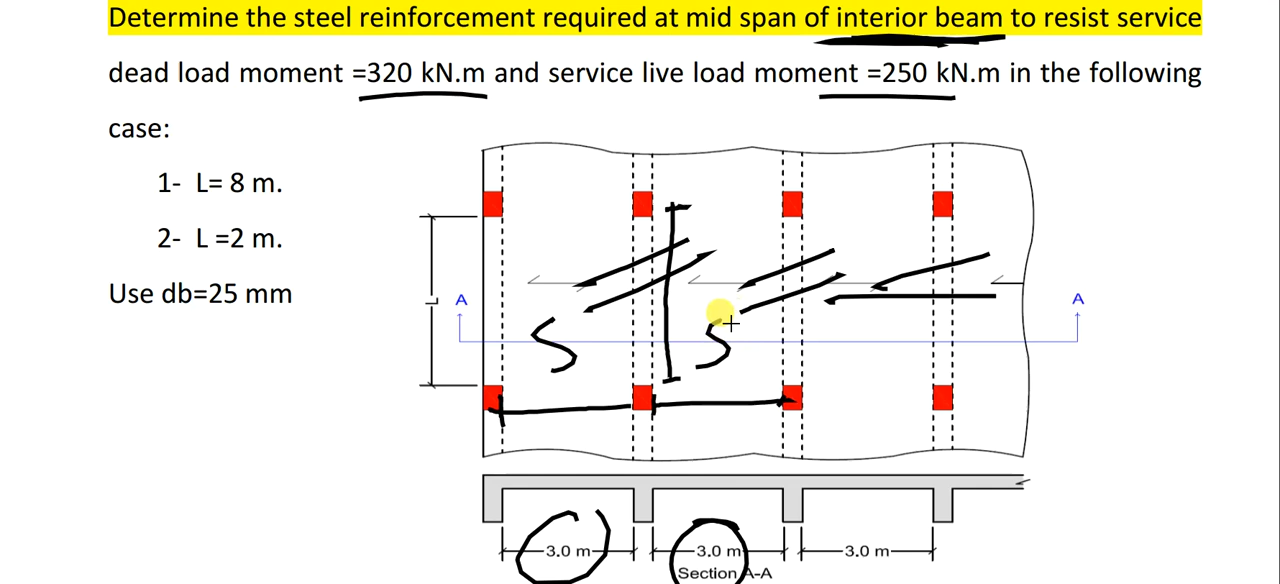 Determine the steel reinforcement required at mid span of interior beam to resist service
dead load moment =320 kN.m and service live load moment =250 kN.m in the following
case:
1- L= 8 m.
2- L =2 m.
Use db=25 mm
L
A
A
S
S
3.0 m
3.0 m
3.0 m
Section A-A